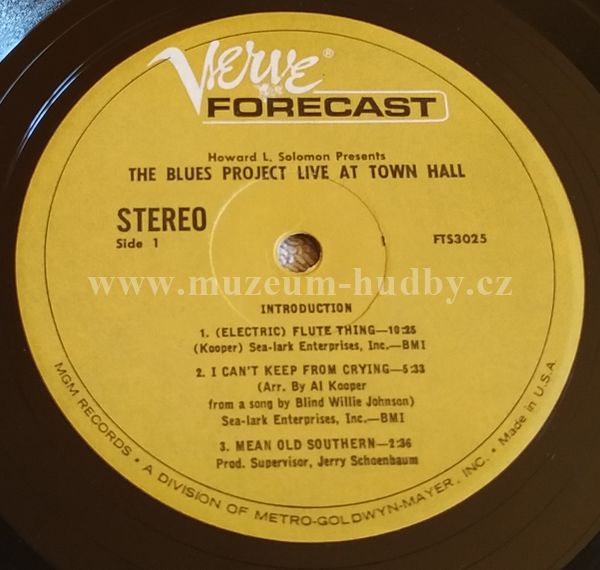 Verve®
FORECAST
Howard L. Solomon Presents
THE BLUES PROJECT LIVE AT TOWN HALL
STEREO
Side 1
1
FTS3025
www.muzeum-hudby.cz
INTRODUCTION
1. (ELECTRIC) FLUTE THING—10:25
(Kooper) Sea-lark Enterprises, Inc.—BMI
2. I CAN'T KEEP FROM CRYING—5:33
(Arr. By Al Kooper
from a song by Blind Willie Johnson)
Sea-lark Enterprises, Inc.—BMI
3. MEAN OLD SOUTHERN—2:36
Prod. Supervisor, Jerry Schoenbaum
MGM RECORDS • A DIVISION OF METRO-GOLDWYN-MAYER, INC. • Made in U.S.A